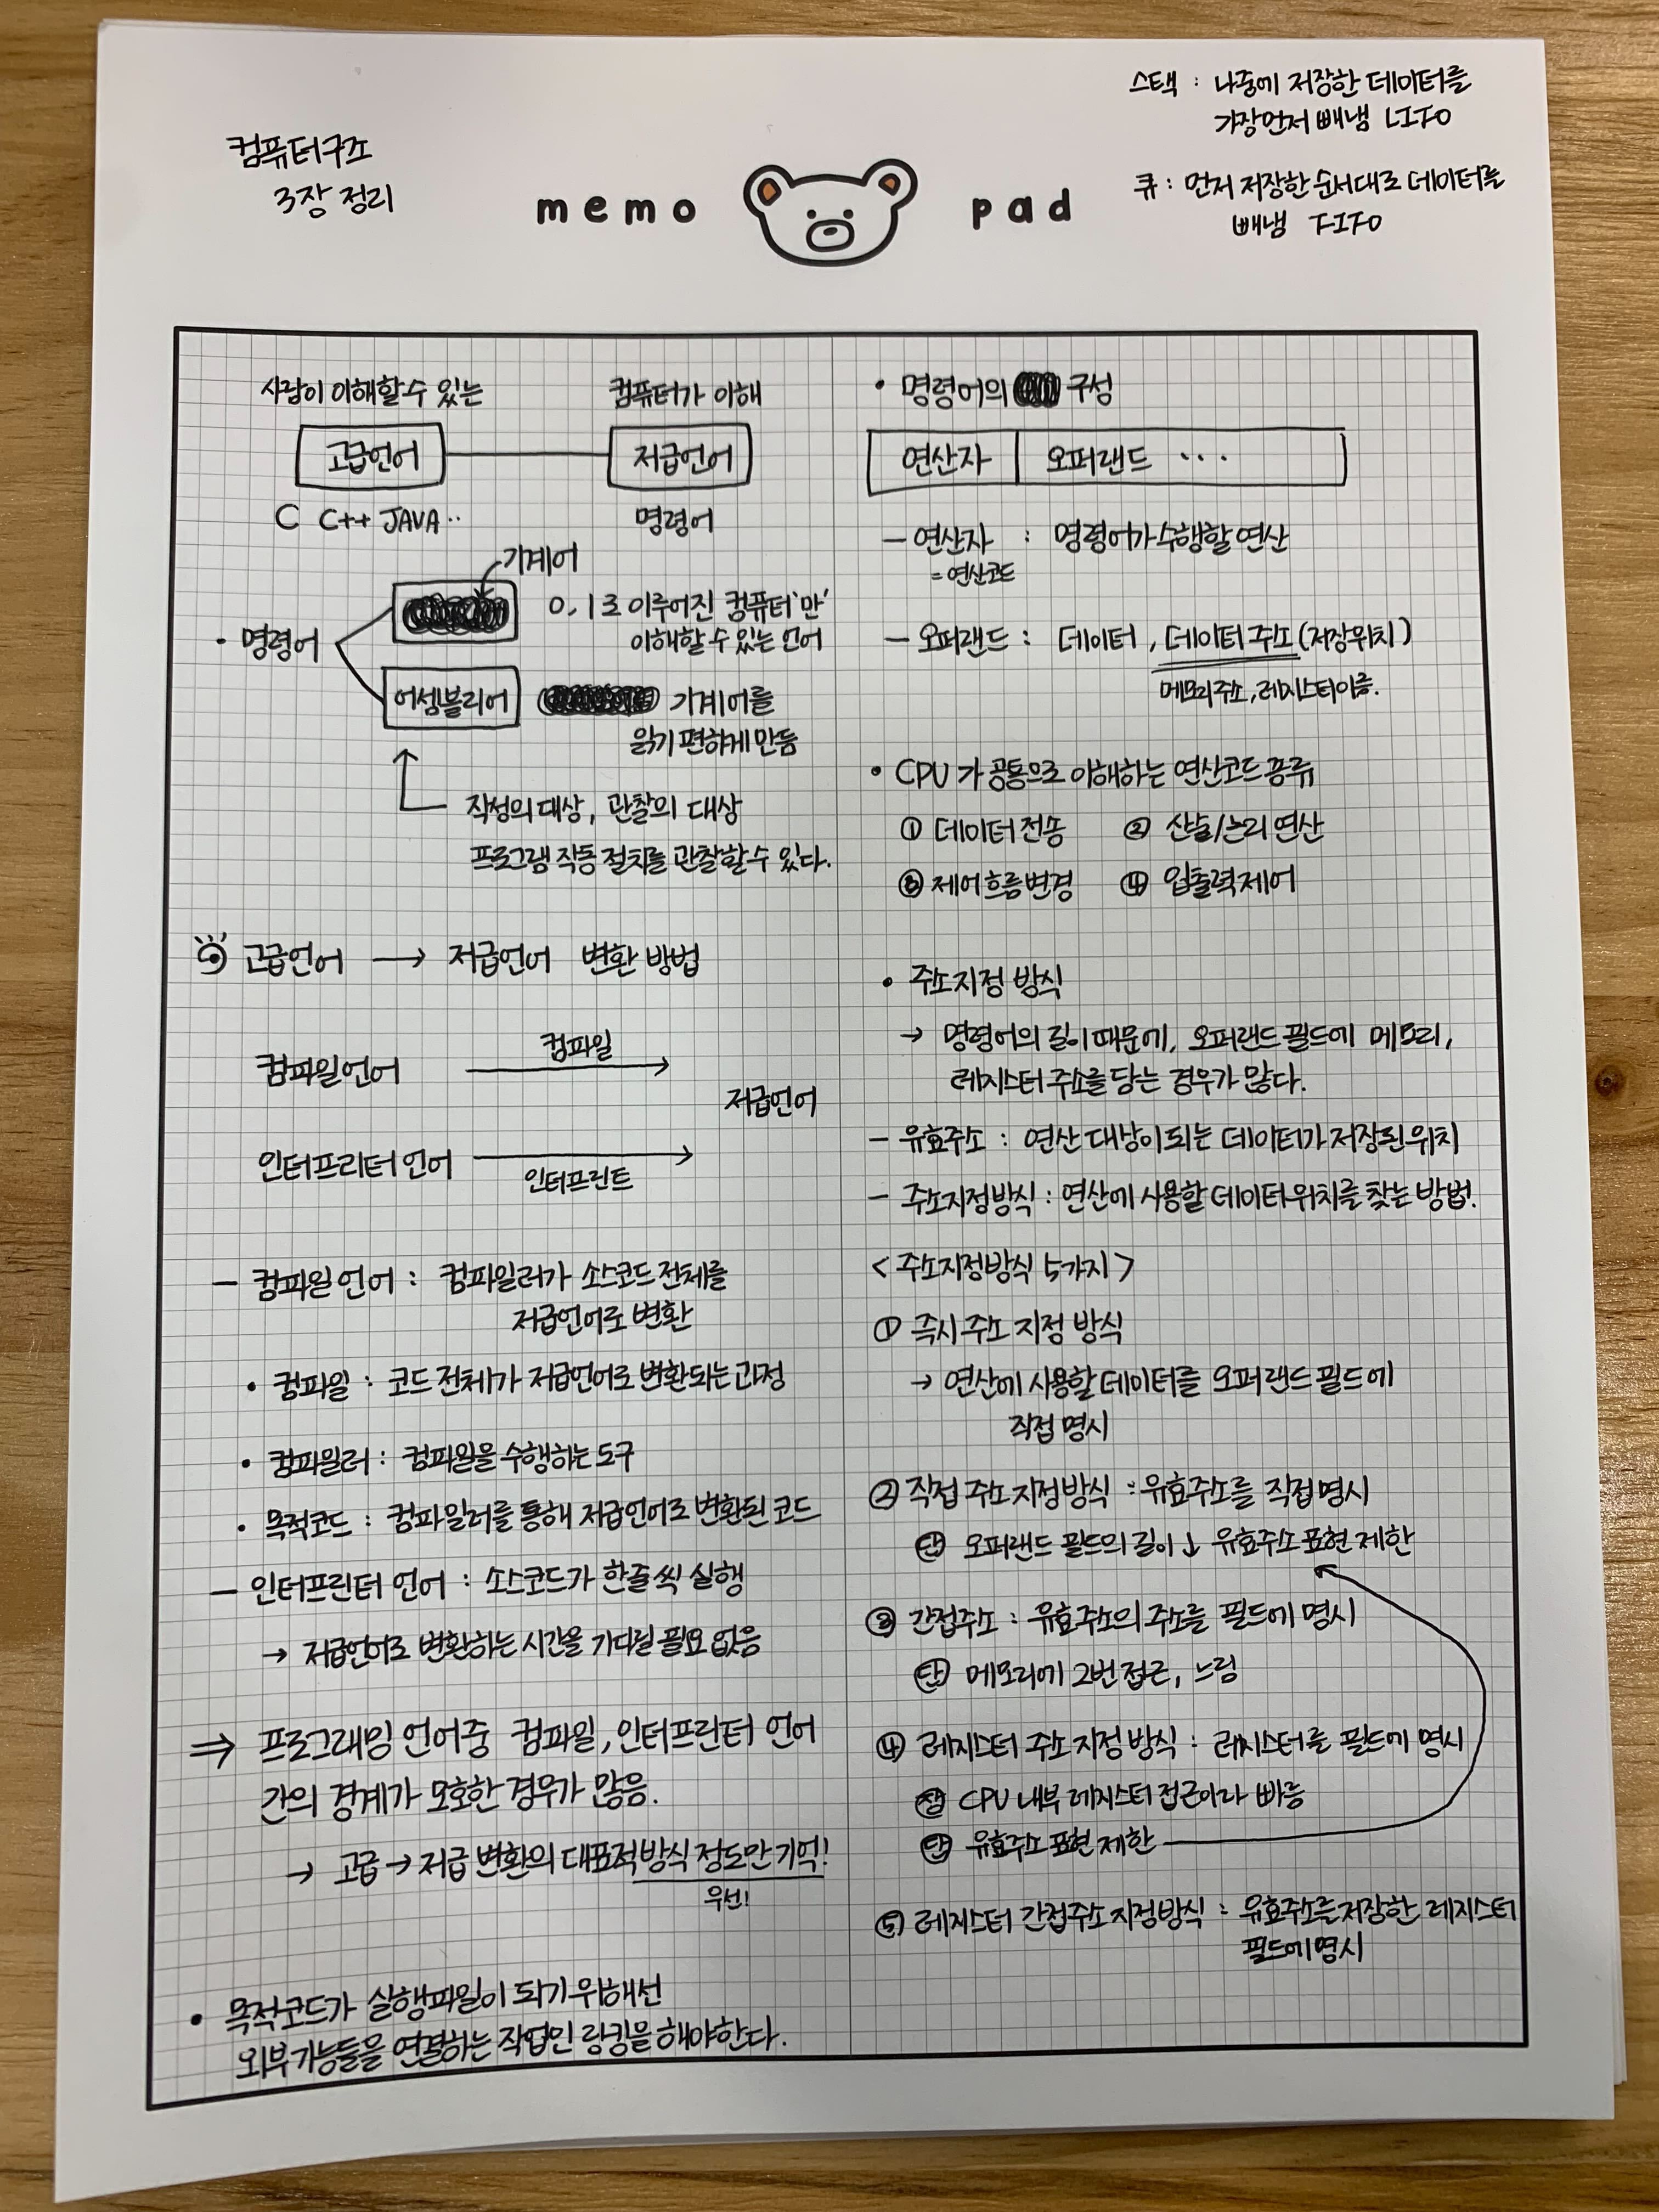 컴퓨터구조
3장 정리
memo pad
스택 : 나중에 저장한 데이터를
가장먼저 빼냄 LIFO
큐 : 먼저 저장한 순서대로 데이터를
빼냄 FIFO
사람이 이해할 수 있는
컴퓨터가 이해
고급언어
저급언어
C C++ JAVA..
명령어
기계어
· 명령어
0, 1로 이루어진 컴퓨터'만'
이해할 수 있는 언어
어셈블리어
기계어를
읽기 편하게 만듦
작성의 대상, 관찰의 대상
프로그램 작동 절차를 관찰할 수 있다.
고급언어 → 저급언어 변환 방법
컴파일언어
컴파일
저급언어
인터프리터 언어
인터프린트
- 컴파일 언어 : 컴파일러가 소스코드 전체를
저급언어로 변환
• 컴파일 : 코드 전체가 저급언어로 변환되는 과정
• 컴파일러 : 컴파일을 수행하는 도구
• 목적코드 : 컴파일러를 통해 저급언어로 변환된 코드
- 인터프린터 언어 : 소스코드가 한줄씩 실행
→ 저급언어로 변환하는 시간을 기다릴 필요 없음
⇒ 프로그래밍 언어중 컴파일, 인터프린터 언어
간의 경계가 모호한 경우가 많음.
→ 고급 → 저급 변환의 대표적 방식 정도만 기억!
우선!
• 목적코드가 실행파일이 되기 위해선
외부기능들을 연결하는 작업인 링킹을 해야한다.
• 명령어의 구성
연산자 오퍼랜드 ...
- 연산자 : 명령어가 수행할 연산
= 연산코드
- 오퍼랜드 : 데이터, 데이터 주소 (저장위치)
메모리주소, 레지스터이름.
• CPU가 공통으로 이해하는 연산코드 종류
① 데이터 전송 ② 산술/논리 연산
③ 제어흐름변경 ④ 입출력제어
• 주소지정 방식
→ 명령어의 길이 때문에, 오퍼랜드 필드에 메모리,
레지스터 주소를 담는 경우가 많다.
- 유효주소 : 연산 대상이 되는 데이터가 저장된 위치
- 주소지정방식 : 연산에 사용할 데이터 위치를 찾는 방법.
< 주소지정방식 5가지 >
① 즉시 주소 지정 방식
→ 연산에 사용할 데이터를 오퍼랜드 필드에
직접 명시
② 직접 주소지정방식 : 유효주소를 직접 명시
단 오퍼랜드 필드의 길이↓ 유효주소 표현 제한
③ 간접주소 : 유효주소의 주소를 필드에 명시
단 메모리에 2번 접근, 느림
④ 레지스터 주소 지정방식 : 레지스터를 필드에 명시
장 CPU 내부 레지스터 접근이라 빠름
단 유효주소 표현 제한
⑤ 레지스터 간접주소 지정방식 : 유효주소를 저장한 레지스터
필드에 명시